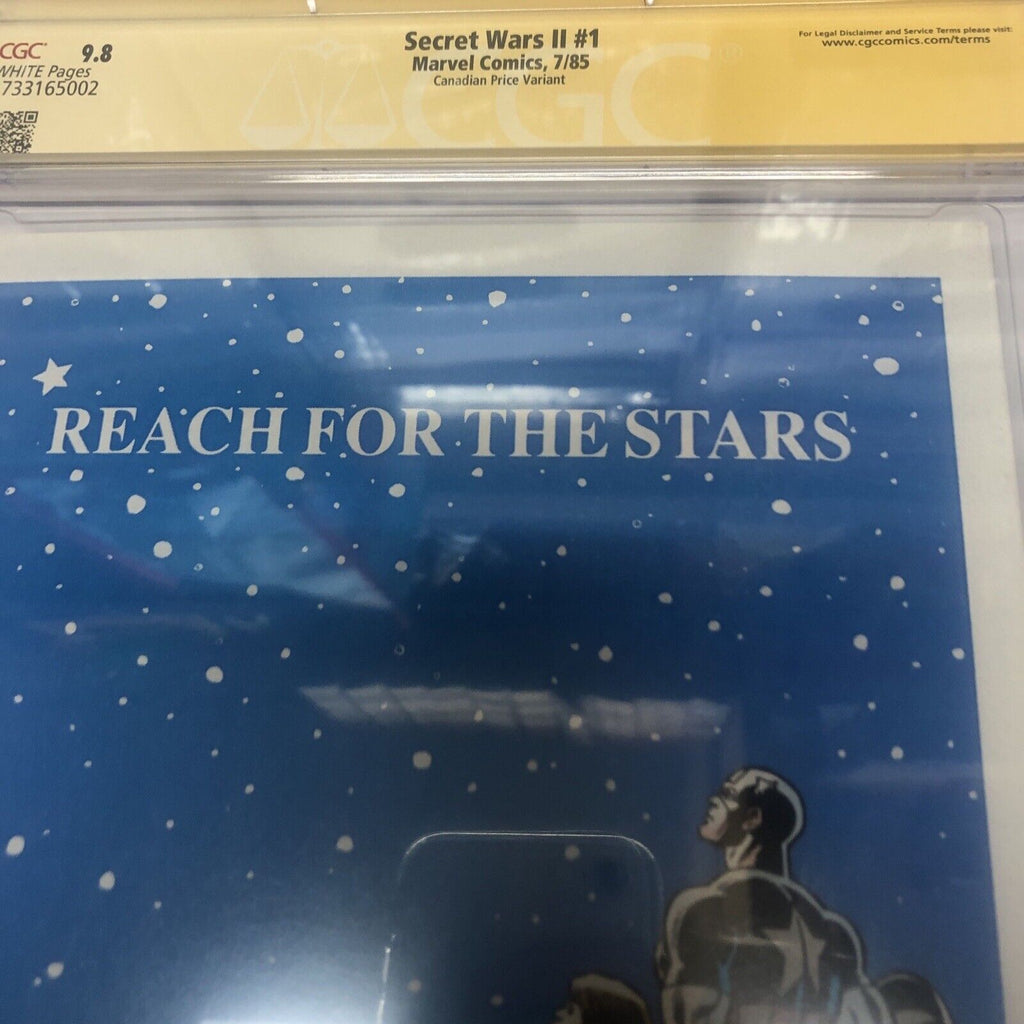 CGC 9.8
WHITE Pages
733165002
Secret Wars II #1
Marvel Comics, 7/85
Canadian Price Variant
For Legal Disclaimer and Service Terms please visit:
www.cgccomics.com/terms
CGC
REACH FOR THE STARS